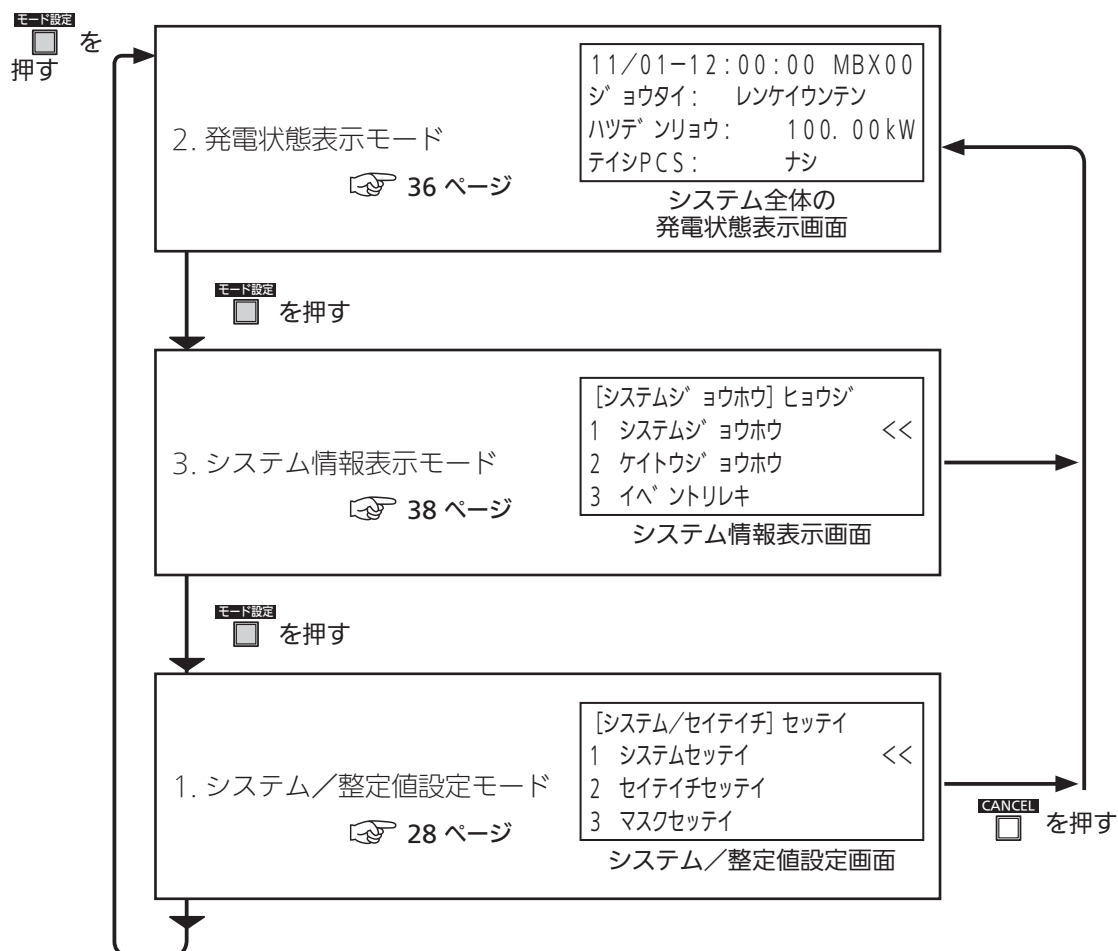 モード設定
を
押す
11/01-12:00:00 MBX00
ジョウタイ: レンケイウンテン
ハツデンリョウ: 100.00kW
テイシPCS: ナシ
2. 発電状態表示モード
36 ページ
システム全体の
発電状態表示画面
モード設定
を押す
[システムジョウホウ] ヒョウジ
1 システムジョウホウ <<
2 ケイトウジョウホウ
3 イベントリレキ
3. システム情報表示モード
38 ページ
システム情報表示画面
モード設定
を押す
[システム/セイテイチ] セッテイ
1 システムセッテイ <<
2 セイテイチセッテイ
3 マスクセッテイ
1. システム/整定値設定モード
28 ページ
システム/整定値設定画面
CANCEL
を押す